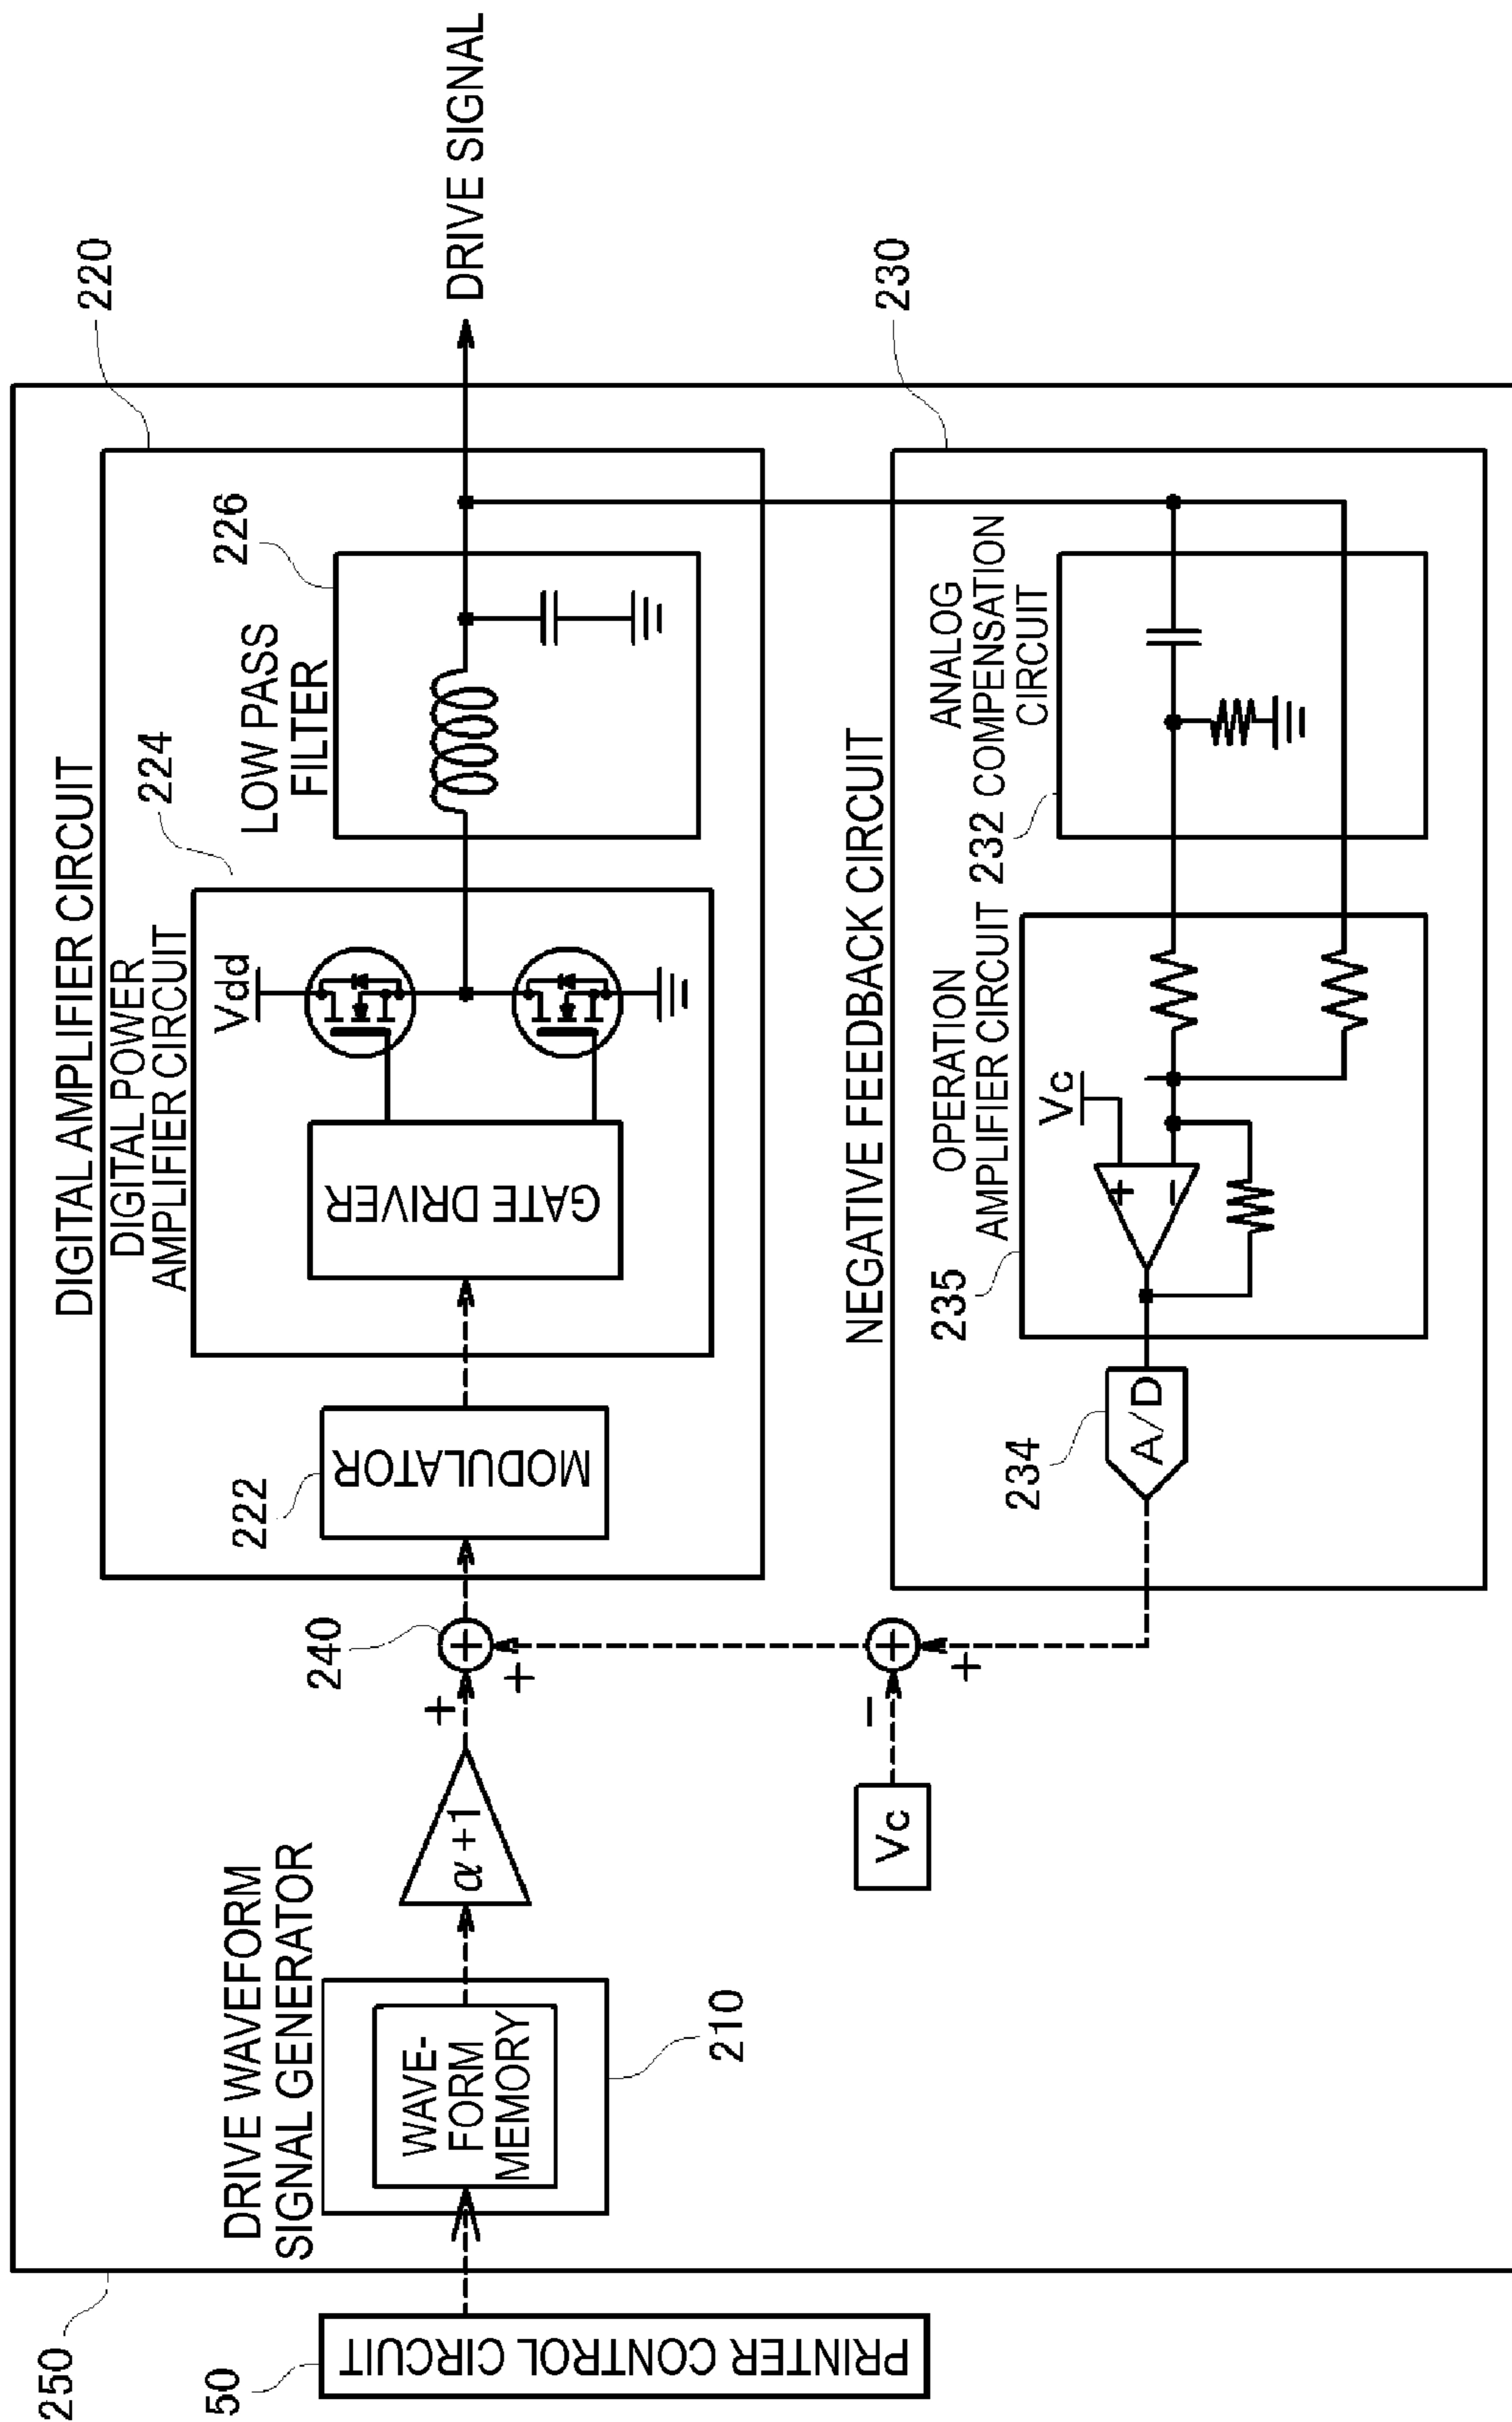 250
50
PRINTER CONTROL CIRCUIT
DRIVE WAVEFORM
SIGNAL GENERATOR
WAVE-
FORM
MEMORY
210
α+1
+
+
240
Vc
−
+
DIGITAL AMPLIFIER CIRCUIT
220
222
MODULATOR
DIGITAL POWER
AMPLIFIER CIRCUIT
224
GATE DRIVER
Vdd
LOW PASS
FILTER
226
DRIVE SIGNAL
NEGATIVE FEEDBACK CIRCUIT
230
234
A/D
235
OPERATION
AMPLIFIER CIRCUIT
Vc
+
−
232
ANALOG
COMPENSATION
CIRCUIT